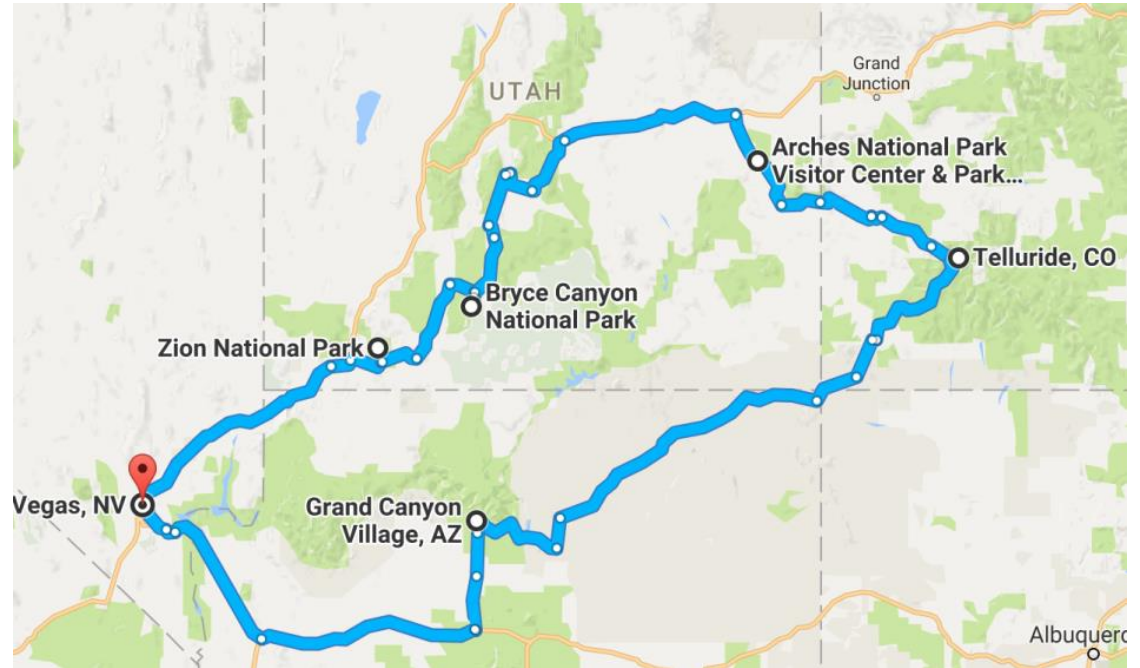 UTAH
Grand
Junction
Arches National Park
Visitor Center & Park...
Telluride, CO
Bryce Canyon
National Park
Zion National Park
Vegas, NV
Grand Canyon
Village, AZ
Albuquerq